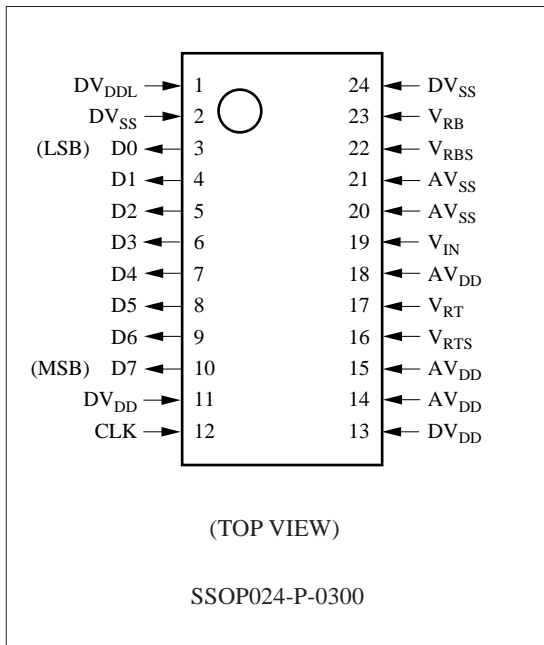 DVDDL 1 24 DVSS
DVSS 2 23 VRB
(LSB) D0 3 22 VRBS
D1 4 21 AVSS
D2 5 20 AVSS
D3 6 19 VIN
D4 7 18 AVDD
D5 8 17 VRT
D6 9 16 VRTS
(MSB) D7 10 15 AVDD
DVDD 11 14 AVDD
CLK 12 13 DVDD
(TOP VIEW)
SSOP024-P-0300